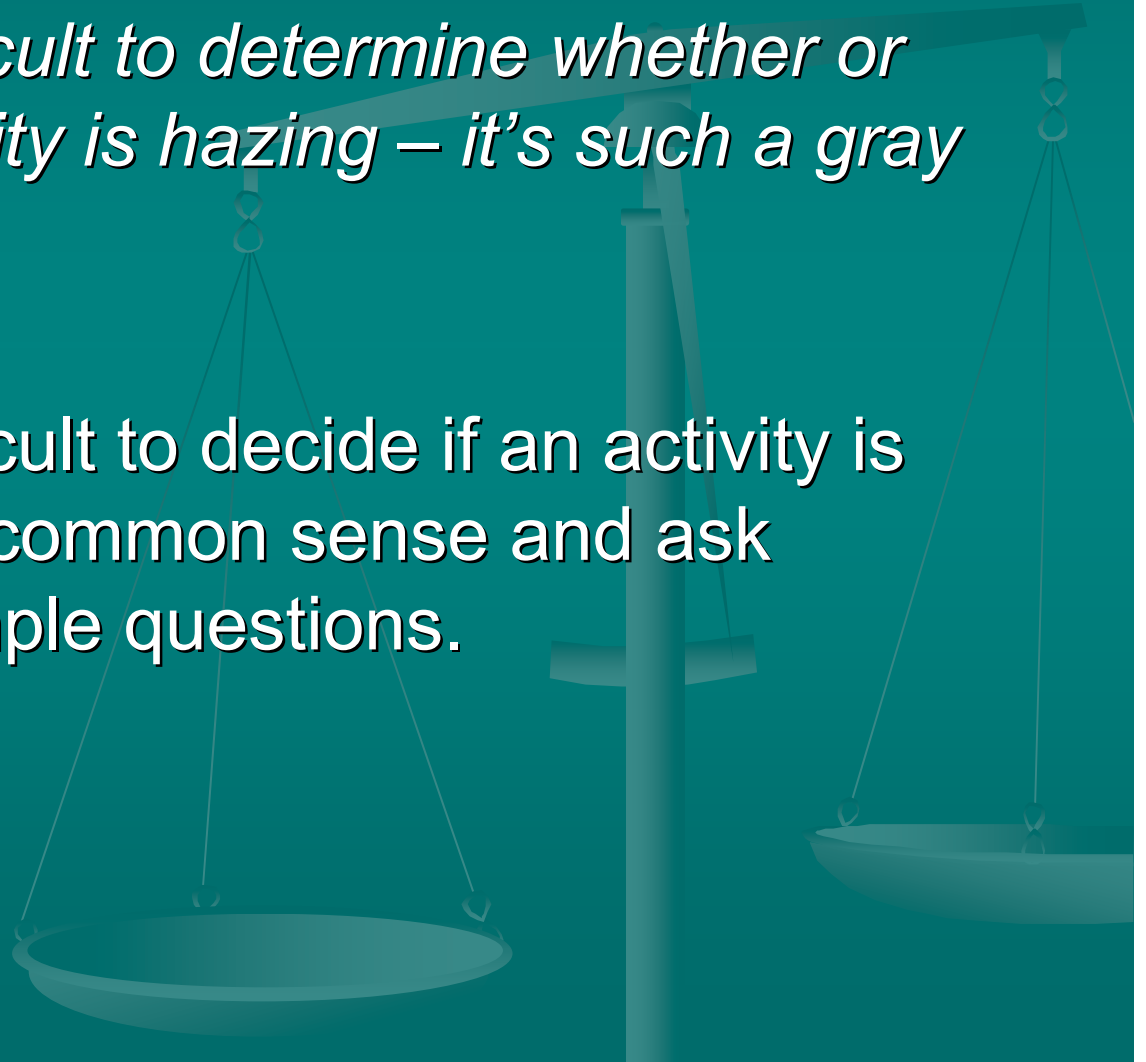 cult to determine whether or
ity is hazing – it’s such a gray
cult to decide if an activity is
common sense and ask
ple questions.